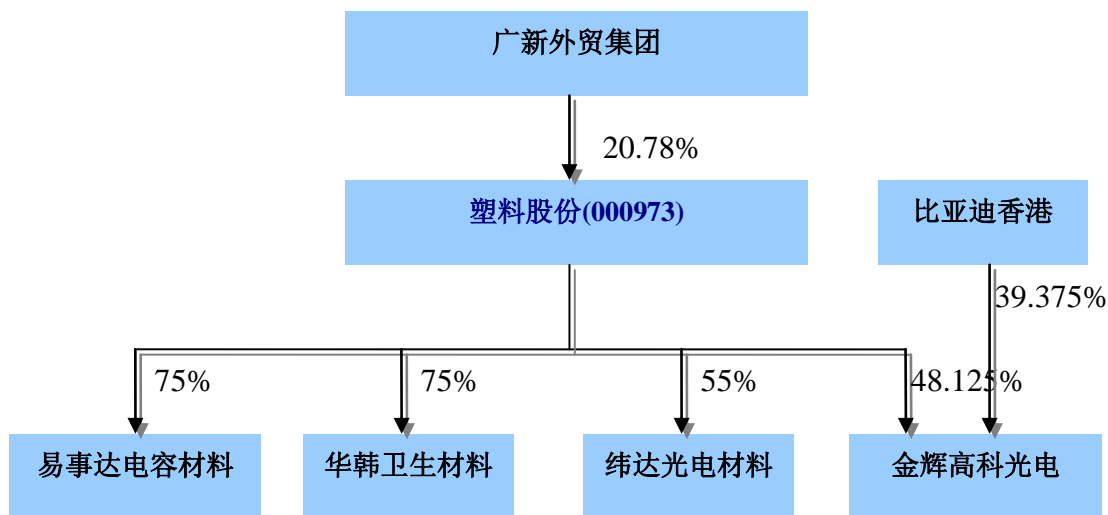 广新外贸集团
20.78%
塑料股份(000973)
比亚迪香港
39.375%
75%
75%
55%
48.125%
易事达电容材料
华韩卫生材料
纬达光电材料
金辉高科光电